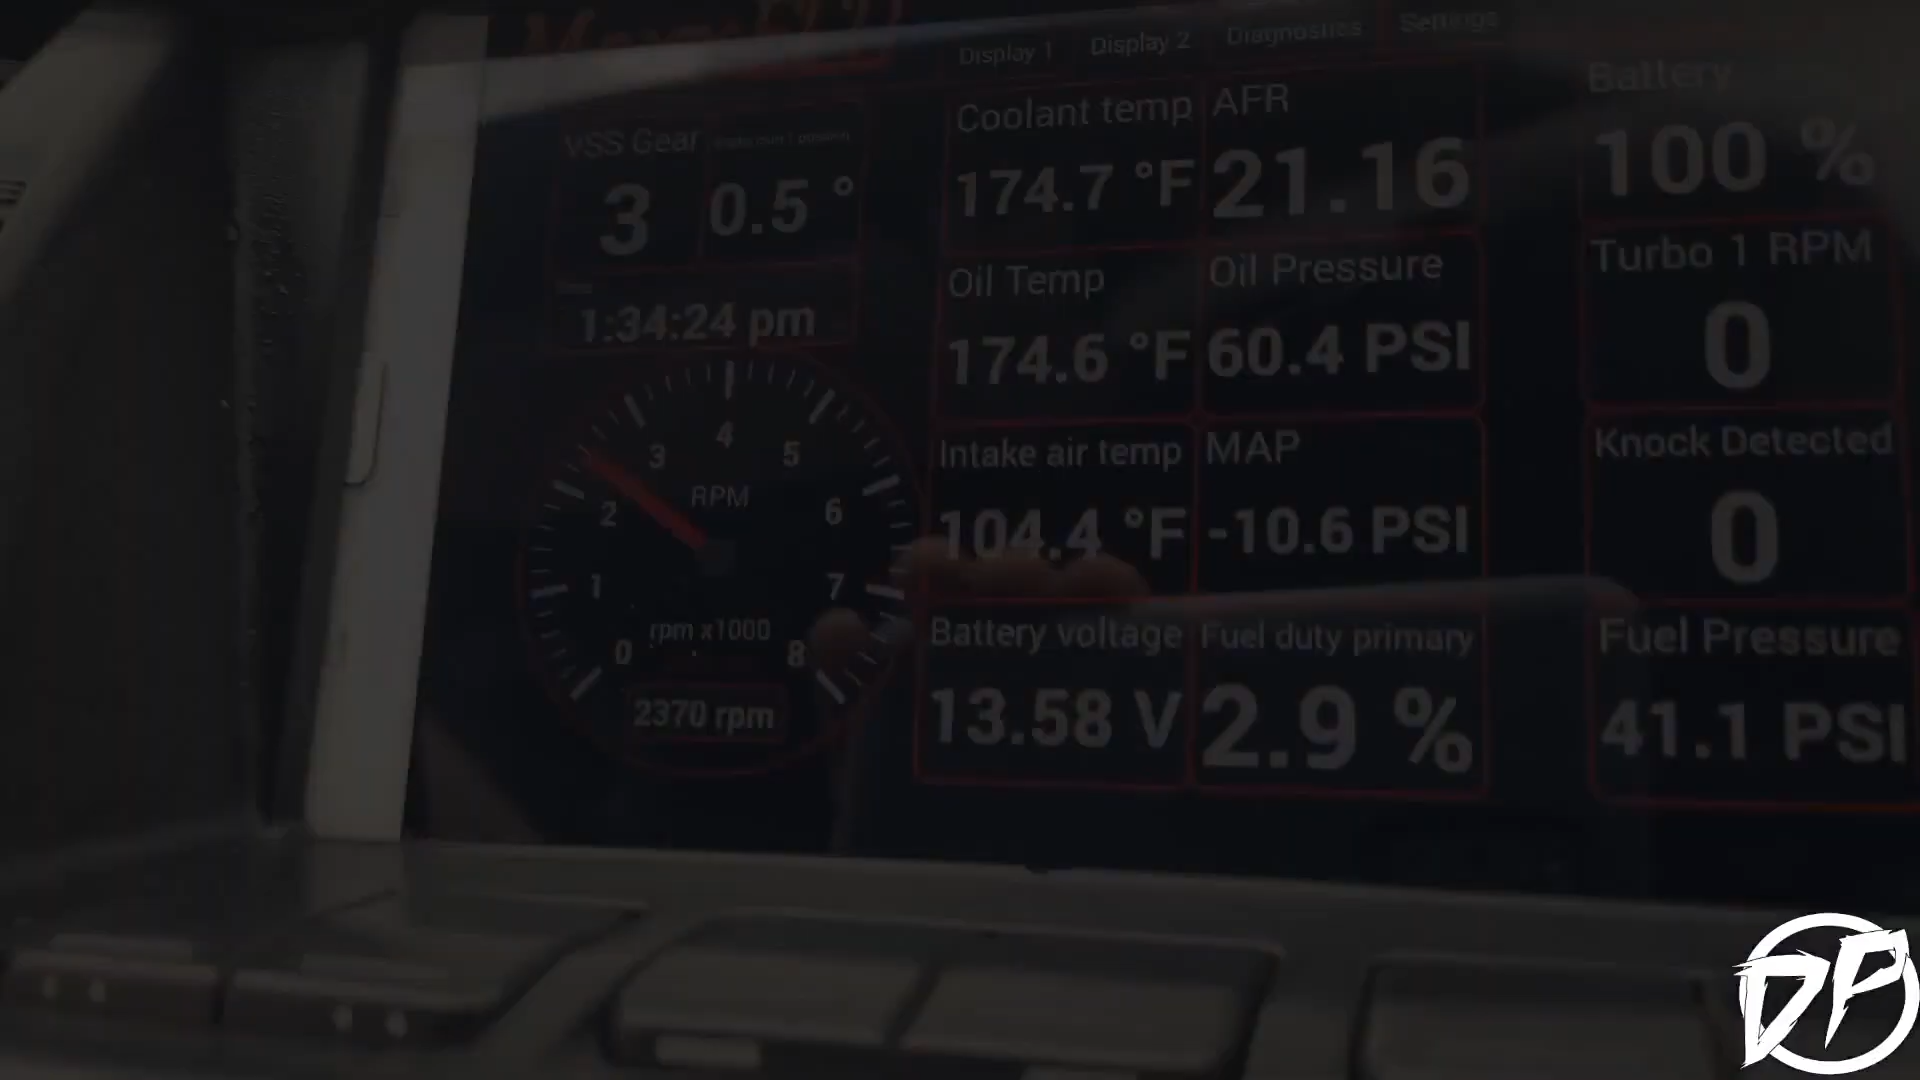 Display 1
Display 2
Diagnostics
Settings
VSS Gear
3
0.5 °
1:34:24 pm
0
1
2
3
4
5
6
7
8
RPM
rpm x1000
2370 rpm
Coolant temp
174.7 °F
AFR
21.16
Oil Temp
174.6 °F
Oil Pressure
60.4 PSI
Intake air temp
104.4 °F
MAP
-10.6 PSI
Battery voltage
13.58 V
Fuel duty primary
2.9 %
Battery
100 %
Turbo 1 RPM
0
Knock Detected
0
Fuel Pressure
41.1 PSI
DP